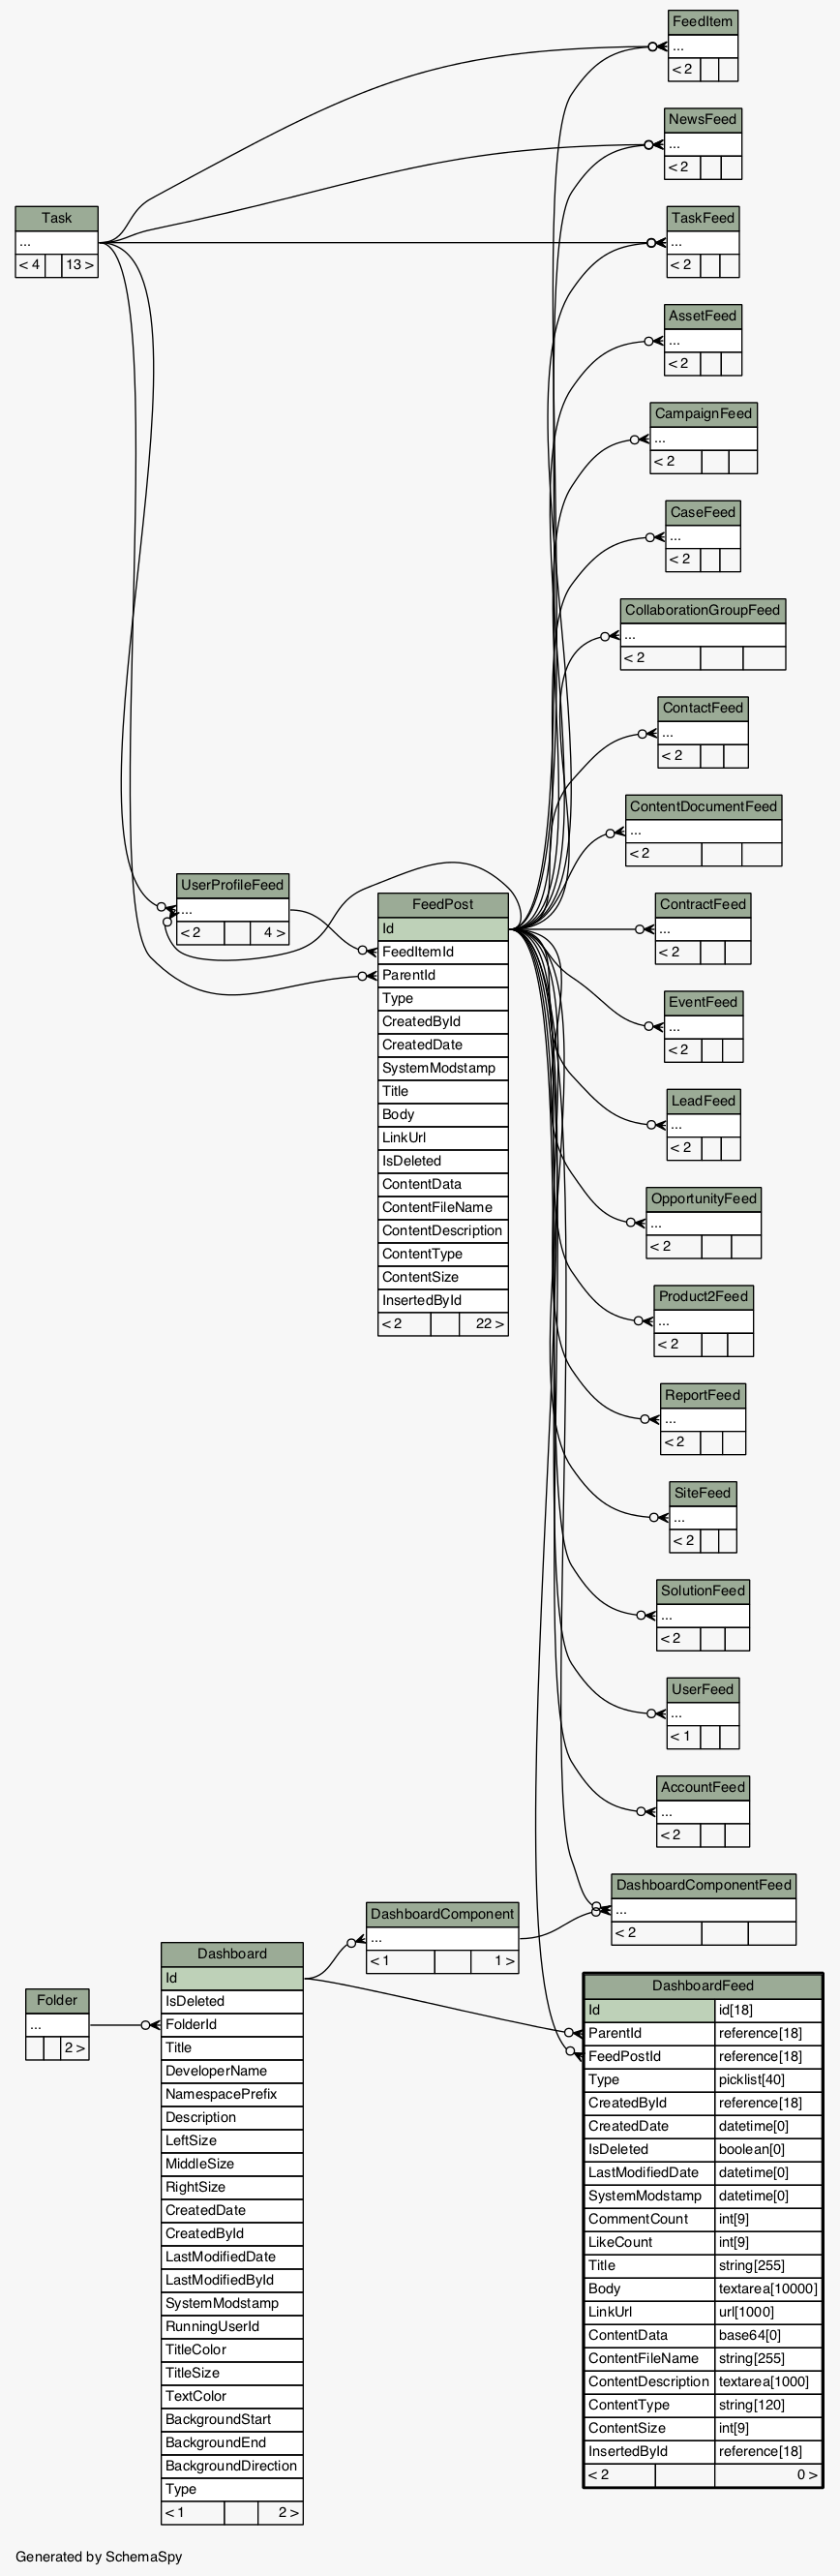 FeedItem
...
< 2
NewsFeed
...
< 2
Task
...
< 4 13 >
TaskFeed
...
< 2
AssetFeed
...
< 2
CampaignFeed
...
< 2
CaseFeed
...
< 2
CollaborationGroupFeed
...
< 2
ContactFeed
...
< 2
ContentDocumentFeed
...
< 2
UserProfileFeed
...
< 2 4 >
FeedPost
Id
FeedItemId
ParentId
Type
CreatedById
CreatedDate
SystemModstamp
Title
Body
LinkUrl
IsDeleted
ContentData
ContentFileName
ContentDescription
ContentType
ContentSize
InsertedById
< 2 22 >
ContractFeed
...
< 2
EventFeed
...
< 2
LeadFeed
...
< 2
OpportunityFeed
...
< 2
Product2Feed
...
< 2
ReportFeed
...
< 2
SiteFeed
...
< 2
SolutionFeed
...
< 2
UserFeed
...
< 1
AccountFeed
...
< 2
DashboardComponentFeed
...
< 2
DashboardComponent
...
< 1 1 >
Folder
...
2 >
Dashboard
Id
IsDeleted
FolderId
Title
DeveloperName
NamespacePrefix
Description
LeftSize
MiddleSize
RightSize
CreatedDate
CreatedById
LastModifiedDate
LastModifiedById
SystemModstamp
RunningUserId
TitleColor
TitleSize
TextColor
BackgroundStart
BackgroundEnd
BackgroundDirection
Type
< 1 2 >
DashboardFeed
Id id[18]
ParentId reference[18]
FeedPostId reference[18]
Type picklist[40]
CreatedById reference[18]
CreatedDate datetime[0]
IsDeleted boolean[0]
LastModifiedDate datetime[0]
SystemModstamp datetime[0]
CommentCount int[9]
LikeCount int[9]
Title string[255]
Body textarea[10000]
LinkUrl url[1000]
ContentData base64[0]
ContentFileName string[255]
ContentDescription textarea[1000]
ContentType string[120]
ContentSize int[9]
InsertedById reference[18]
< 2 0 >
Generated by SchemaSpy